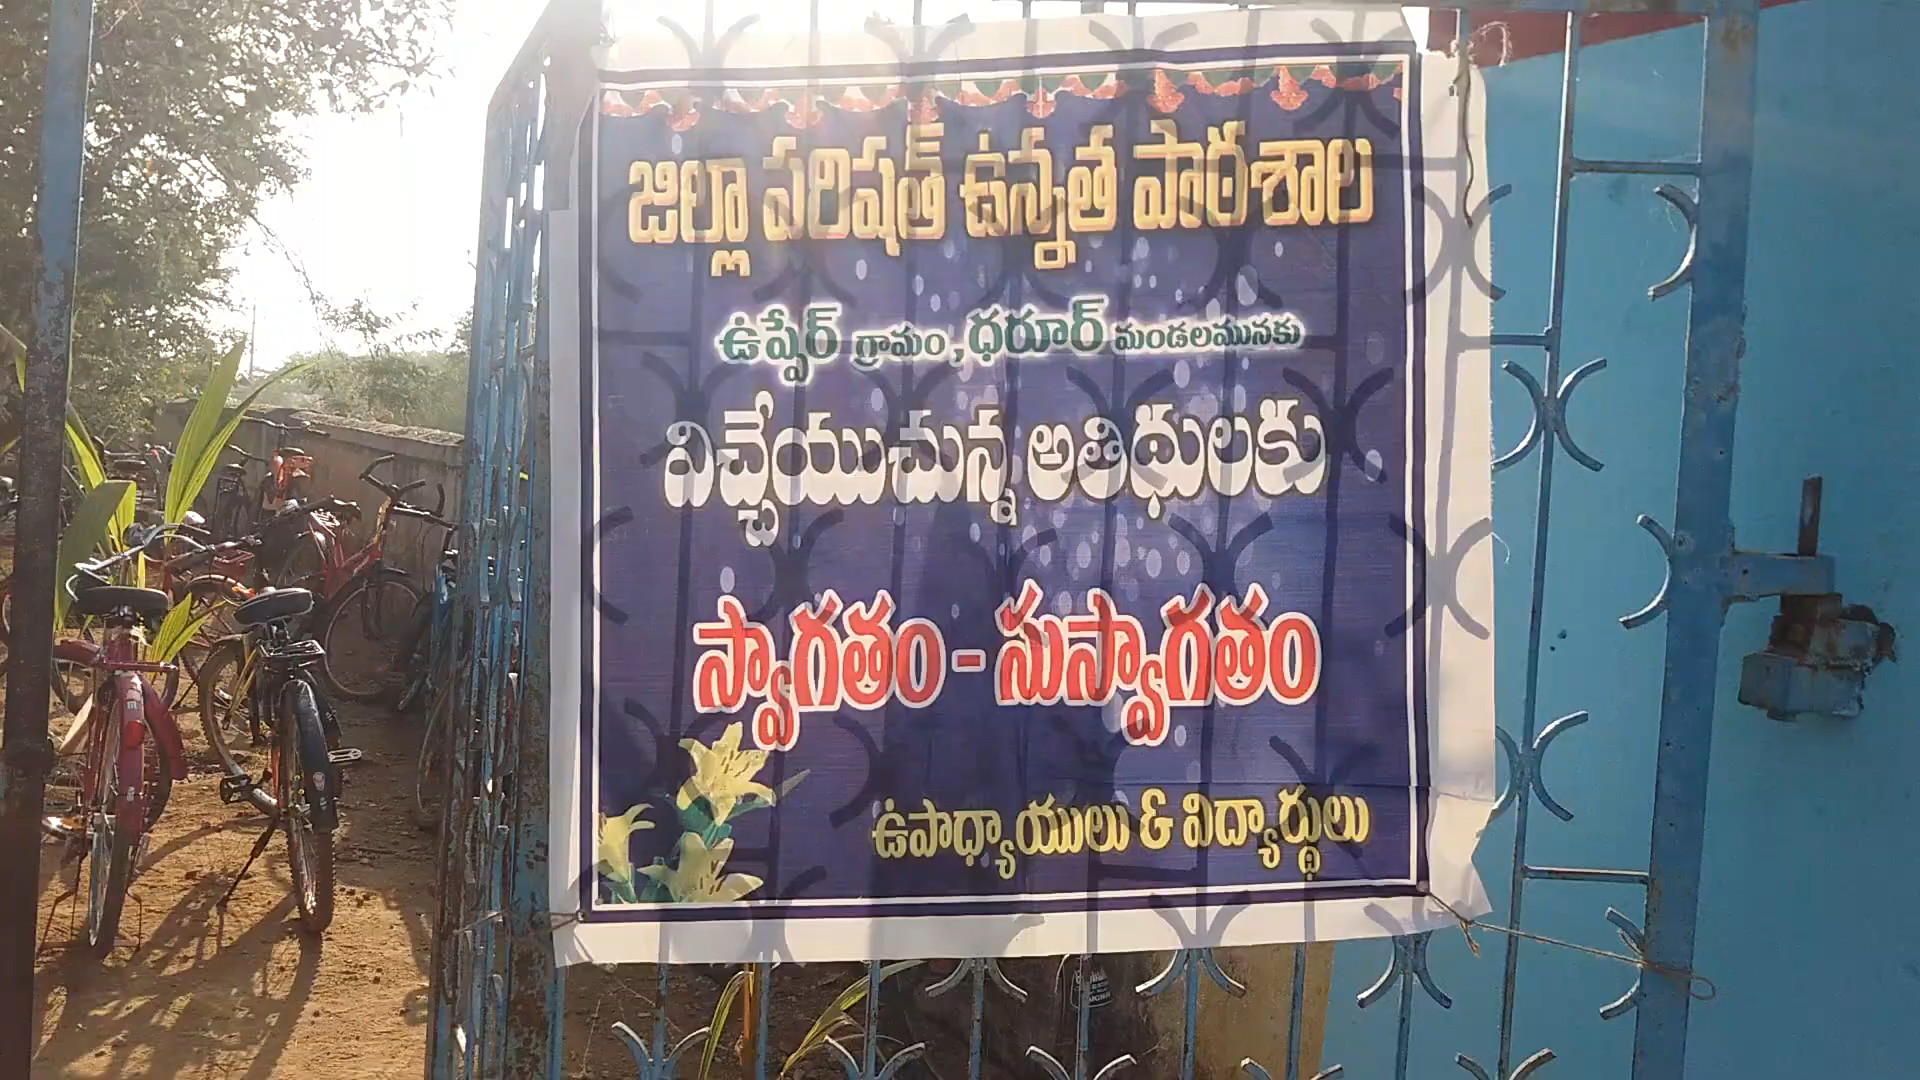 జిల్లా పరిషత్ ఉన్నత పాఠశాల
ఉప్పేర్ గ్రామం, ధరూర్ మండలమునకు
విచ్చేయుచున్న అతిథులకు
స్వాగతం - సుస్వాగతం
ఉపాధ్యాయులు & విద్యార్థులు